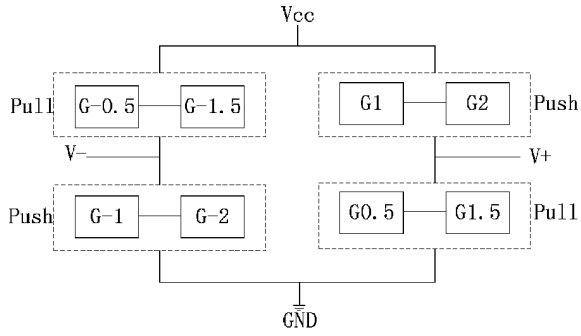 Vcc
Pull G-0.5 G-1.5 G1 G2 Push
V- V+
Push G-1 G-2 G0.5 G1.5 Pull
GND